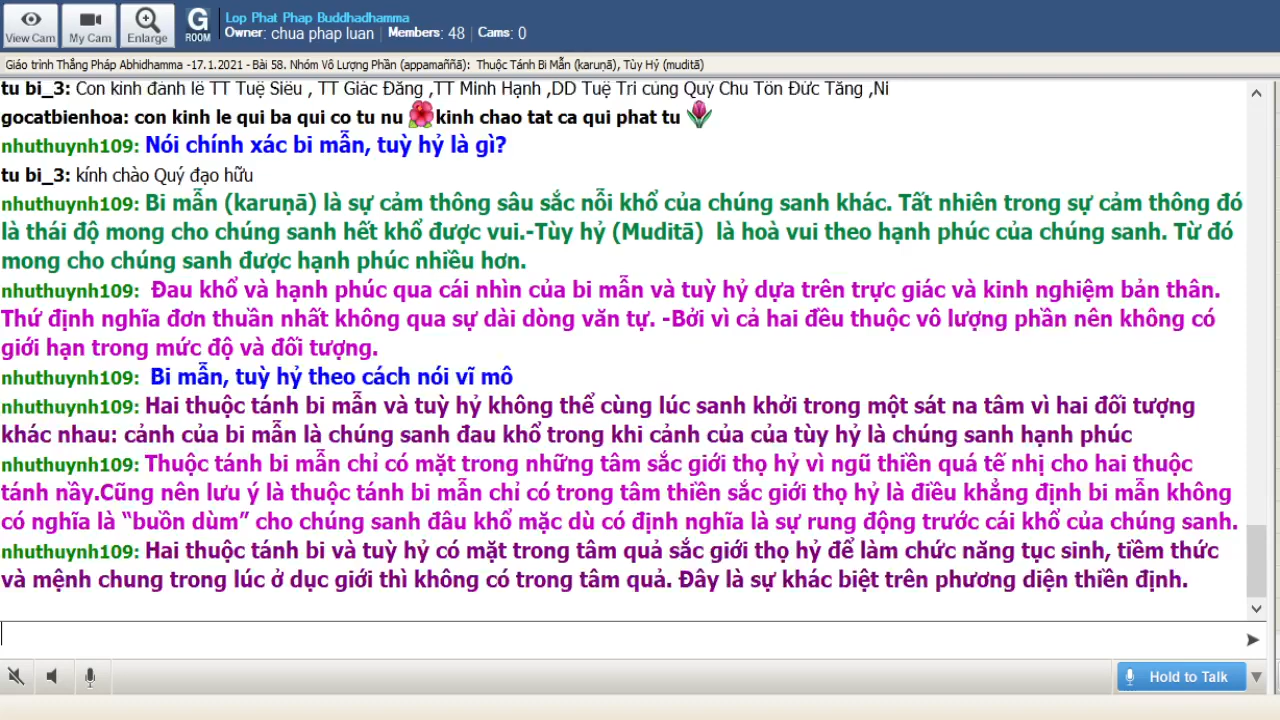 View Cam
My Cam
Enlarge
G
ROOM
Lop Phat Phap Buddhadhamma
Owner: chua phap luan Members: 48 Cams: 0
Giáo trình Thắng Pháp Abhidhamma -17.1.2021 - Bài 58. Nhóm Vô Lượng Phần (appamaññā): Thuộc Tánh Bi Mẫn (karuṇā), Tùy Hỷ (muditā)
tu bi_3: Con kính đảnh lễ TT Tuệ Siêu , TT Giác Đẳng ,TT Minh Hạnh ,DD Tuệ Tri cùng Quý Chu Tôn Đức Tăng ,Ni
gocatbienhoa: con kinh le qui ba qui co tu nu kinh chao tat ca qui phat tu
nhuthuynh109: Nói chính xác bi mẫn, tuỳ hỷ là gì?
tu bi_3: kính chào Quý đạo hữu
nhuthuynh109: Bi mẫn (karuṇā) là sự cảm thông sâu sắc nỗi khổ của chúng sanh khác. Tất nhiên trong sự cảm thông đó
là thái độ mong cho chúng sanh hết khổ được vui.-Tùy hỷ (Muditā) là hoà vui theo hạnh phúc của chúng sanh. Từ đó
mong cho chúng sanh được hạnh phúc nhiều hơn.
nhuthuynh109: Đau khổ và hạnh phúc qua cái nhìn của bi mẫn và tuỳ hỷ dựa trên trực giác và kinh nghiệm bản thân.
Thứ định nghĩa đơn thuần nhất không qua sự dài dòng văn tự. -Bởi vì cả hai đều thuộc vô lượng phần nên không có
giới hạn trong mức độ và đối tượng.
nhuthuynh109: Bi mẫn, tuỳ hỷ theo cách nói vĩ mô
nhuthuynh109: Hai thuộc tánh bi mẫn và tuỳ hỷ không thể cùng lúc sanh khởi trong một sát na tâm vì hai đối tượng
khác nhau: cảnh của bi mẫn là chúng sanh đau khổ trong khi cảnh của của tùy hỷ là chúng sanh hạnh phúc
nhuthuynh109: Thuộc tánh bi mẫn chỉ có mặt trong những tâm sắc giới thọ hỷ vì ngũ thiền quá tế nhị cho hai thuộc
tánh nầy.Cũng nên lưu ý là thuộc tánh bi mẫn chỉ có trong tâm thiền sắc giới thọ hỷ là điều khẳng định bi mẫn không
có nghĩa là “buồn dùm” cho chúng sanh đâu khổ mặc dù có định nghĩa là sự rung động trước cái khổ của chúng sanh.
nhuthuynh109: Hai thuộc tánh bi và tuỳ hỷ có mặt trong tâm quả sắc giới thọ hỷ để làm chức năng tục sinh, tiềm thức
và mệnh chung trong lúc ở dục giới thì không có trong tâm quả. Đây là sự khác biệt trên phương diện thiền định.
Hold to Talk